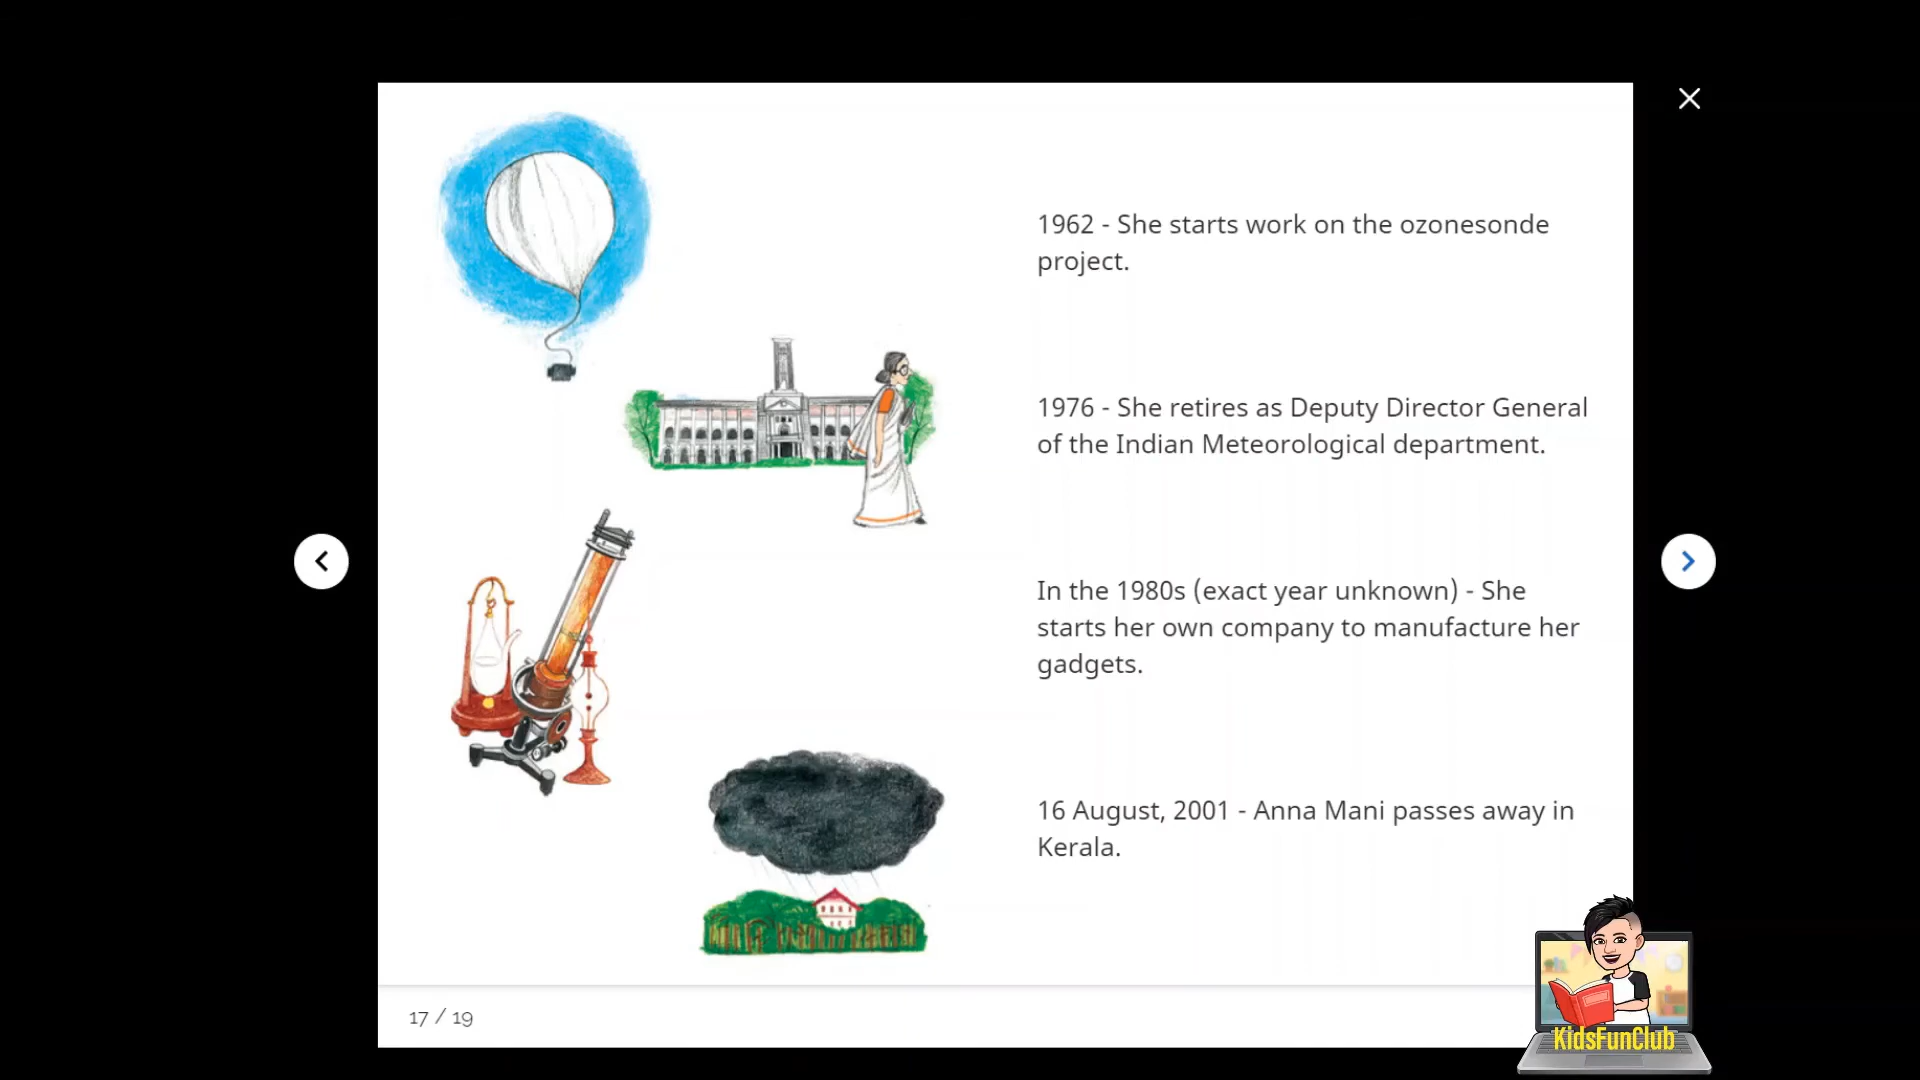 1962 - She starts work on the ozonesonde
project.
1976 - She retires as Deputy Director General
of the Indian Meteorological department.
In the 1980s (exact year unknown) - She
starts her own company to manufacture her
gadgets.
16 August, 2001 - Anna Mani passes away in
Kerala.
17 / 19
KidsFunClub